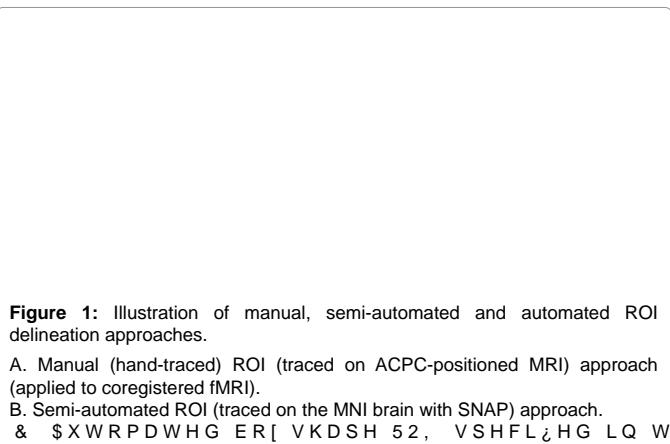 Figure 1: Illustration of manual, semi-automated and automated ROI
delineation approaches.
A. Manual (hand-traced) ROI (traced on ACPC-positioned MRI) approach
(applied to coregistered fMRI).
B. Semi-automated ROI (traced on the MNI brain with SNAP) approach.
& $XWRPDWHG ER[ VKDSH 52, VSHFL¿HG LQ W